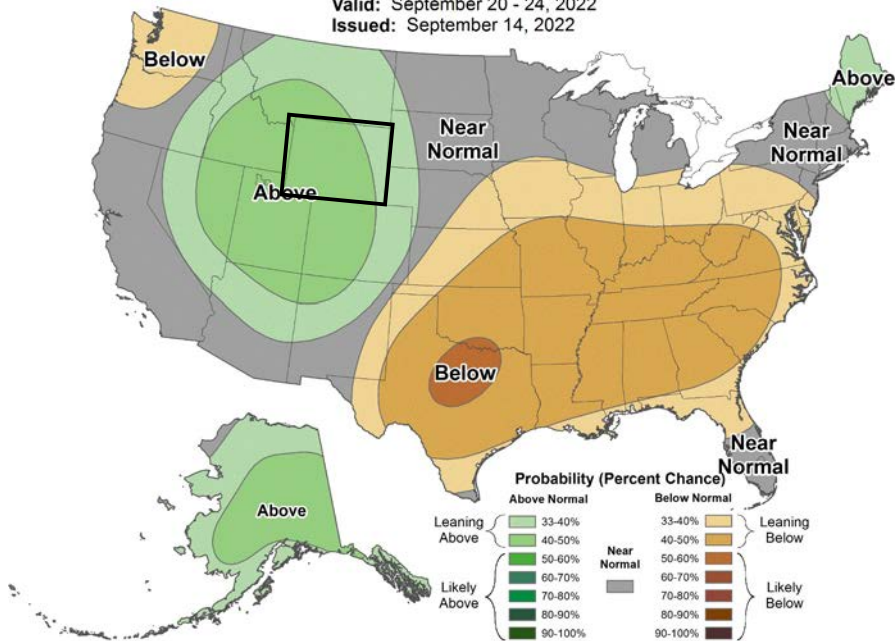 Valid: September 20 - 24, 2022
Issued: September 14, 2022
Below
Above
Near
Normal
Near
Normal
Above
Below
Near
Normal
Above
Probability (Percent Chance)
Above Normal
Below Normal
Leaning
Above
33-40%
40-50%
Likely
Above
50-60%
60-70%
70-80%
80-90%
90-100%
Near
Normal
33-40%
40-50%
Leaning
Below
50-60%
60-70%
70-80%
80-90%
90-100%
Likely
Below